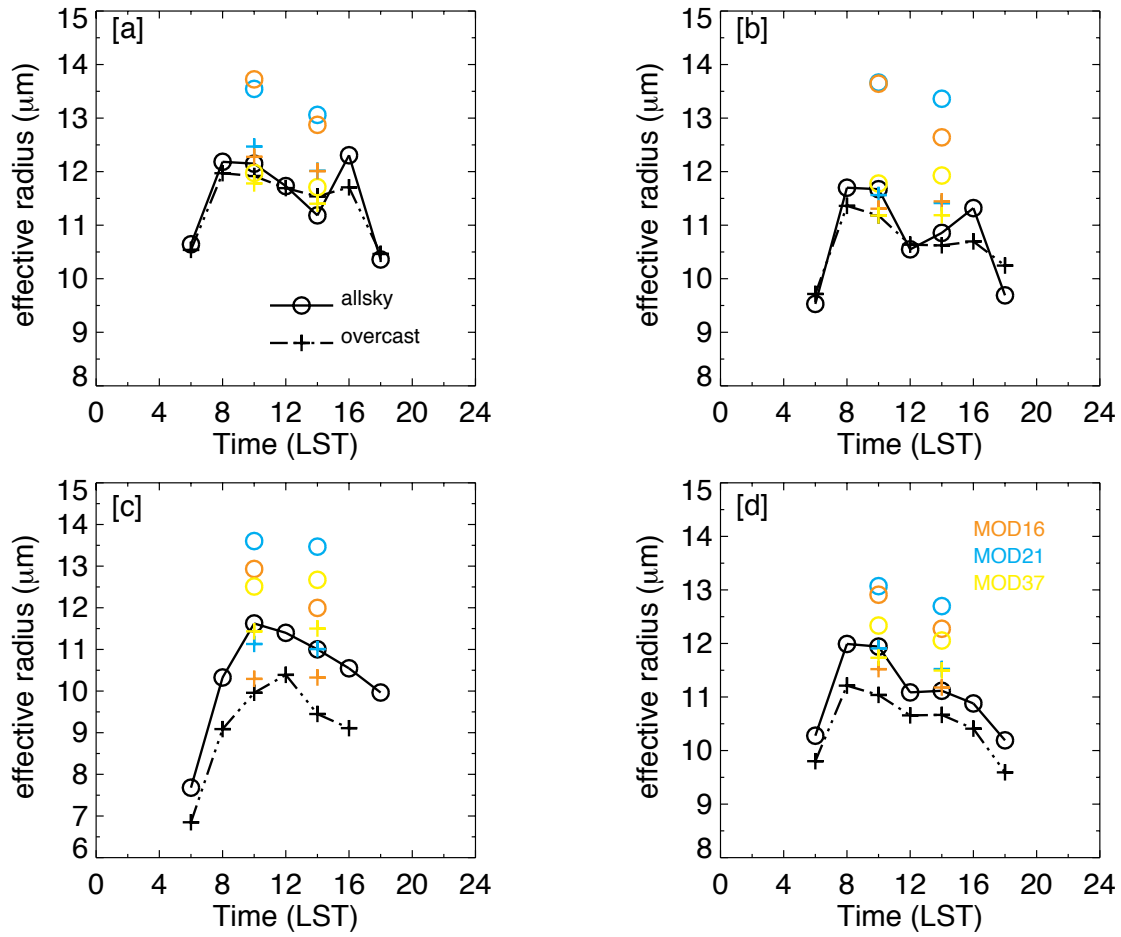 [a]
effective radius (μm)
15
14
13
12
11
10
9
8
allsky
overcast
0 4 8 12 16 20 24
Time (LST)
[b]
effective radius (μm)
15
14
13
12
11
10
9
8
0 4 8 12 16 20 24
Time (LST)
[c]
effective radius (μm)
15
14
13
12
11
10
9
8
7
6
0 4 8 12 16 20 24
Time (LST)
[d]
effective radius (μm)
15
14
13
12
11
10
9
8
MOD16
MOD21
MOD37
0 4 8 12 16 20 24
Time (LST)